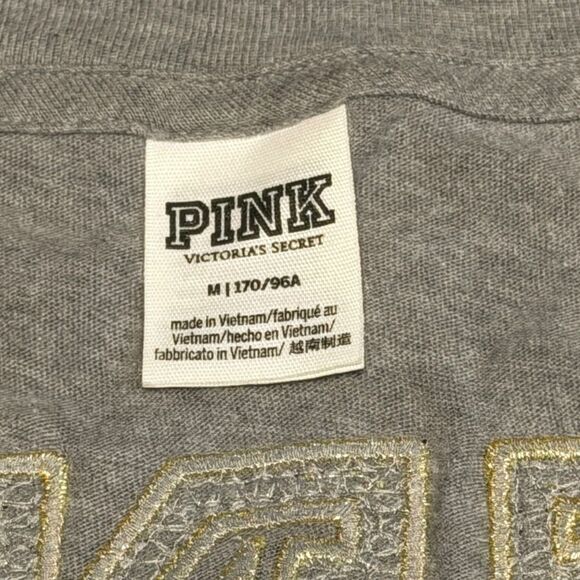 PINK
VICTORIA'S SECRET
M | 170/96A
made in Vietnam/fabriqué au
Vietnam/hecho en Vietnam/
fabbricato in Vietnam/ 越南制造